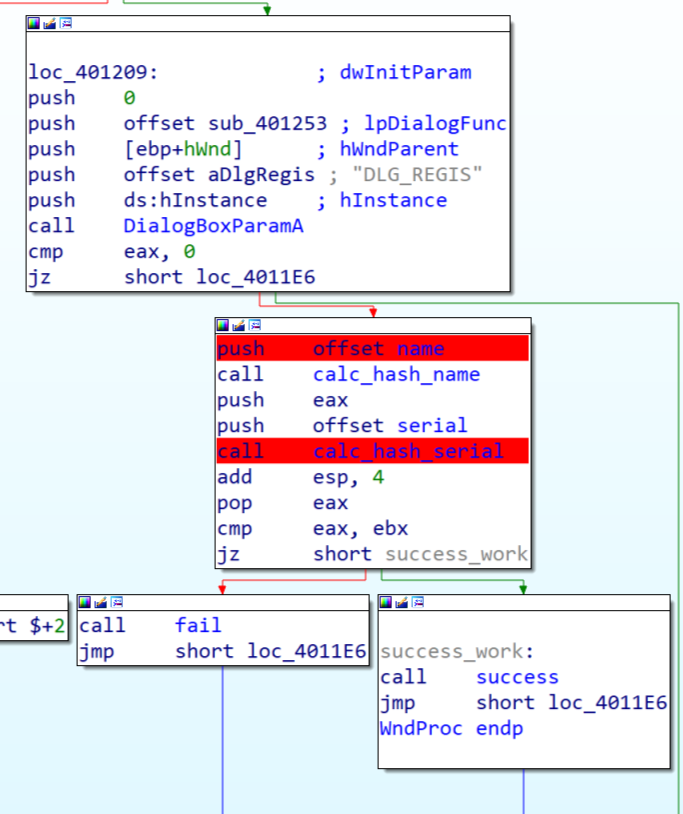 loc_401209: ; dwInitParam
push 0
push offset sub_401253 ; lpDialogFunc
push [ebp+hWnd] ; hWndParent
push offset aDlgRegis ; "DLG_REGIS"
push ds:hInstance ; hInstance
call DialogBoxParamA
cmp eax, 0
jz short loc_4011E6
push offset name
call calc_hash_name
push eax
push offset serial
call calc_hash_serial
add esp, 4
pop eax
cmp eax, ebx
jz short success_work
rt $+2
call fail
jmp short loc_4011E6
success_work:
call success
jmp short loc_4011E6
WndProc endp